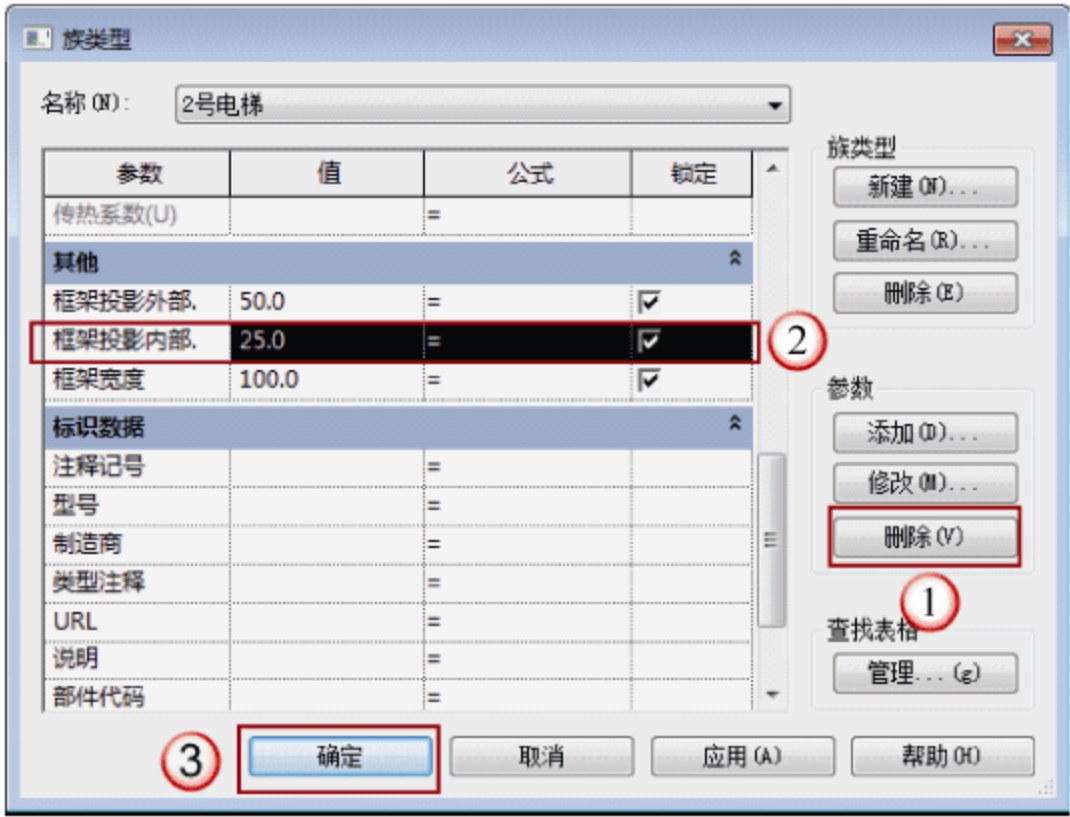 族类型
名称(N): 2号电梯
参数 值 公式 锁定
传热系数(U) =
其他
框架投影外部. 50.0 =
框架投影内部. 25.0 =
框架宽度 100.0 =
标识数据
注释记号 =
型号 =
制造商 =
类型注释 =
URL =
说明 =
部件代码 =
族类型
新建(N)...
重命名(R)...
删除(E)
2
参数
添加(D)...
修改(M)...
删除(V)
1
查找表格
管理...(g)
3
确定 取消 应用(A) 帮助(H)